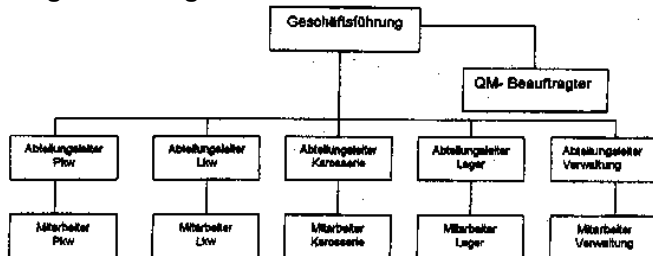 Geschäftsführung
QM- Beauftragter
Abteilungsleiter
Pkw
Abteilungsleiter
Lkw
Abteilungsleiter
Karosserie
Abteilungsleiter
Lager
Abteilungsleiter
Verwaltung
Mitarbeiter
Pkw
Mitarbeiter
Lkw
Mitarbeiter
Karosserie
Mitarbeiter
Lager
Mitarbeiter
Verwaltung